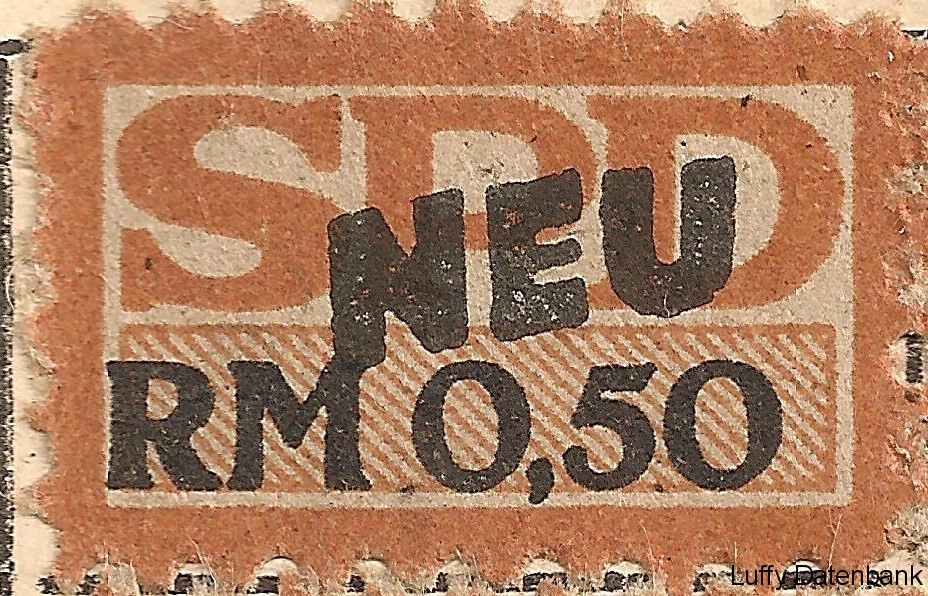 SPD
NEU
RM 0,50
Luffy Datenbank